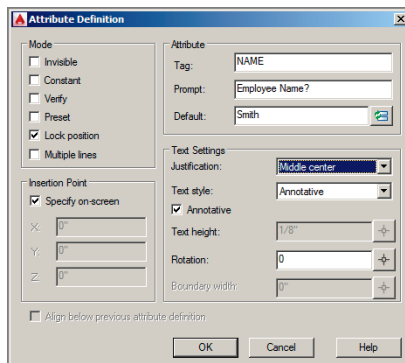 Attribute Definition
Mode
Invisible
Constant
Verify
Preset
Lock position
Multiple lines
Insertion Point
Specify on-screen
X: 0"
Y: 0"
Z: 0"
Attribute
Tag: NAME
Prompt: Employee Name?
Default: Smith
Text Settings
Justification: Middle center
Text style: Annotative
Annotative
Text height: 1/8"
Rotation: 0
Boundary width: 0"
Align below previous attribute definition
OK Cancel Help